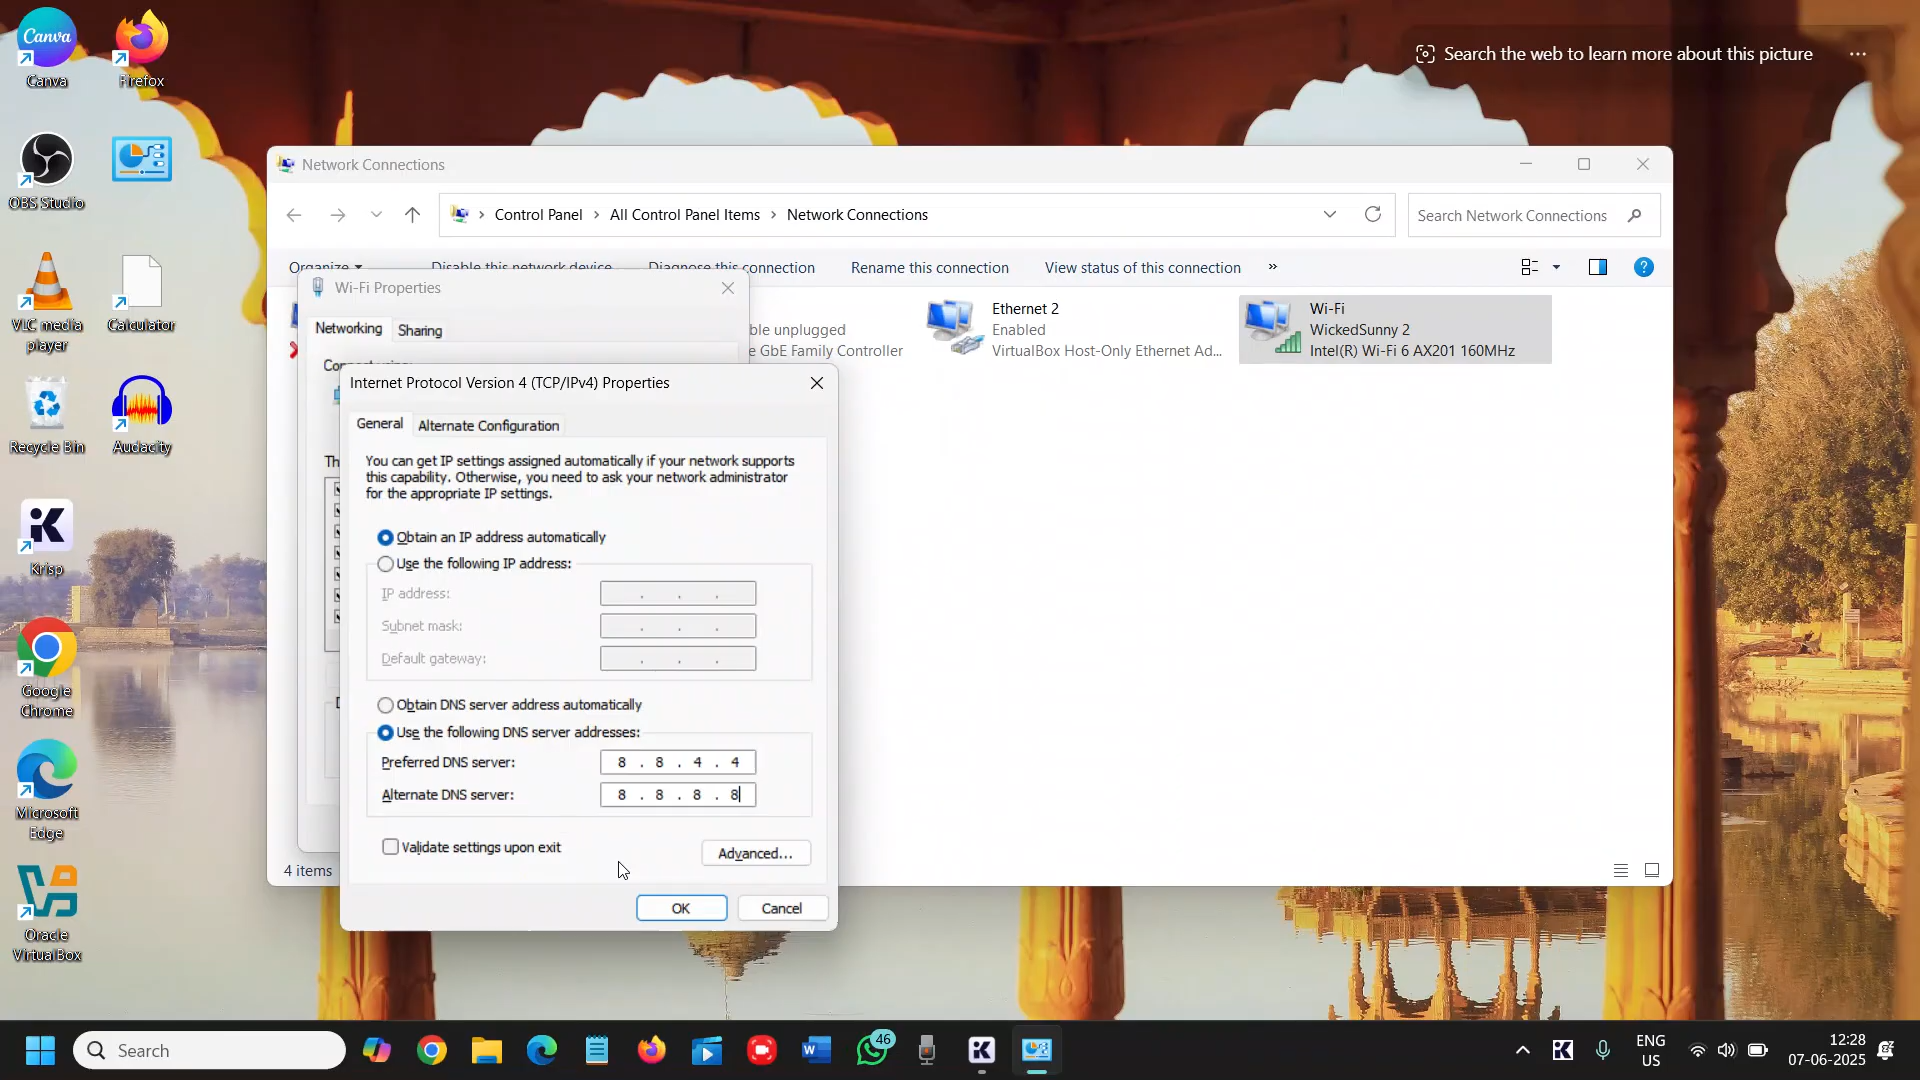 Canva
Firefox
Search the web to learn more about this picture
OBS Studio
VLC media
player
Calculator
Recycle Bin
Audacity
Krisp
Google
Chrome
Microsoft
Edge
Oracle
VirtualBox
Network Connections
Control Panel > All Control Panel Items > Network Connections
Search Network Connections
Organize
Disable this network device
Diagnose this connection
Rename this connection
View status of this connection
»
Wi-Fi Properties
Networking
Sharing
Connect using:
ble unplugged
e GbE Family Controller
Ethernet 2
Enabled
VirtualBox Host-Only Ethernet Ad...
Wi-Fi
WickedSunny 2
Intel(R) Wi-Fi 6 AX201 160MHz
Th
Internet Protocol Version 4 (TCP/IPv4) Properties
General
Alternate Configuration
You can get IP settings assigned automatically if your network supports
this capability. Otherwise, you need to ask your network administrator
for the appropriate IP settings.
Obtain an IP address automatically
Use the following IP address:
IP address:
Subnet mask:
Default gateway:
Obtain DNS server address automatically
Use the following DNS server addresses:
Preferred DNS server: 8 . 8 . 4 . 4
Alternate DNS server: 8 . 8 . 8 . 8
Validate settings upon exit
Advanced...
OK
Cancel
4 items
Search
46
ENG
US
12:28
07-06-2025